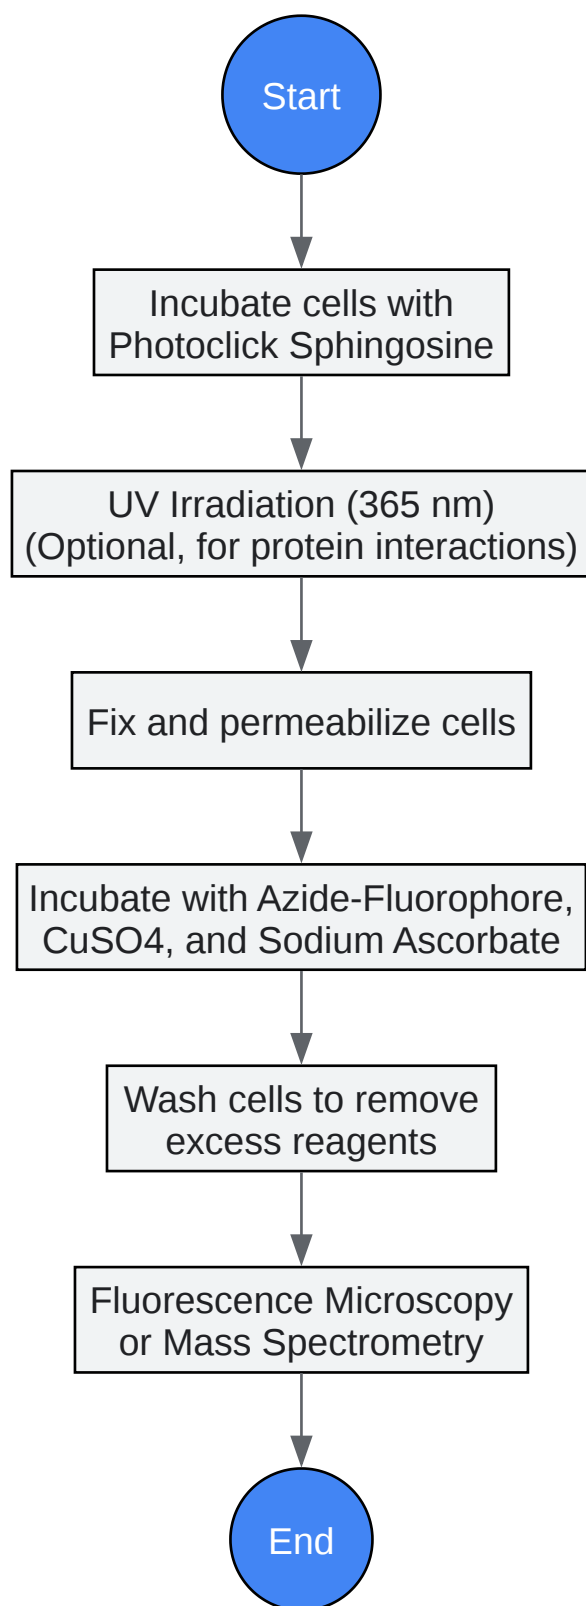 Start
Incubate cells with
Photoclick Sphingosine
UV Irradiation (365 nm)
(Optional, for protein interactions)
Fix and permeabilize cells
Incubate with Azide-Fluorophore,
CuSO4, and Sodium Ascorbate
Wash cells to remove
excess reagents
Fluorescence Microscopy
or Mass Spectrometry
End